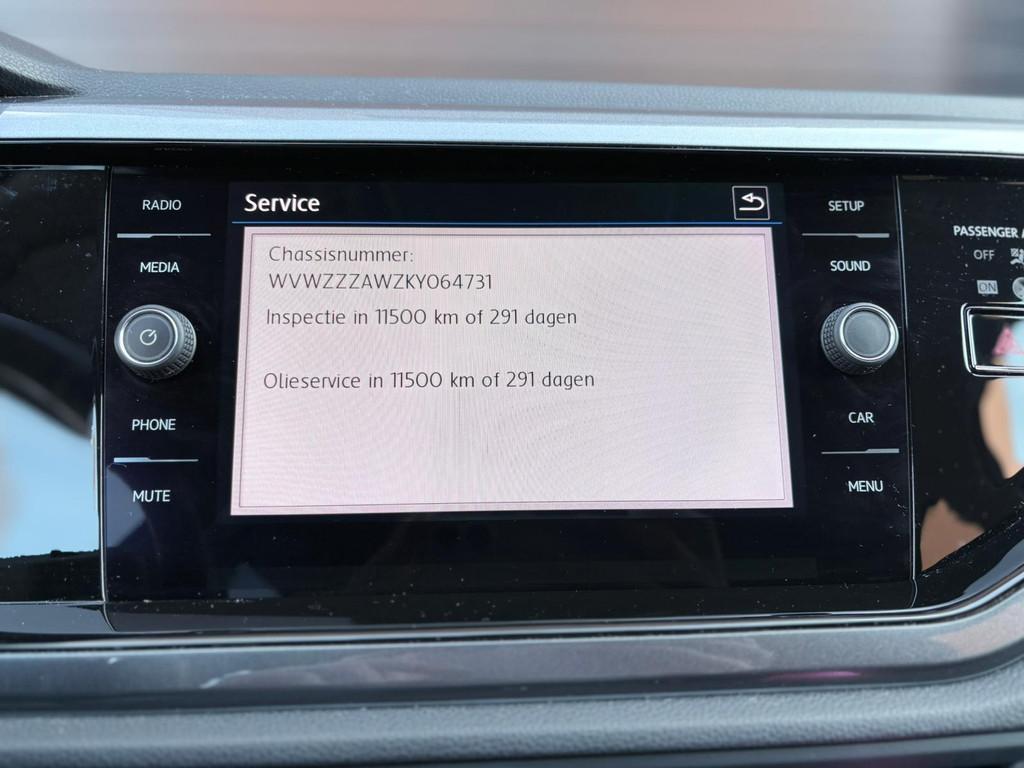 RADIO
Service
SETUP
PASSENGER
OFF
MEDIA
SOUND
ON
Chassisnummer:
WVWZZZAWZKY064731
Inspectie in 11500 km of 291 dagen
Olieservice in 11500 km of 291 dagen
PHONE
CAR
MUTE
MENU